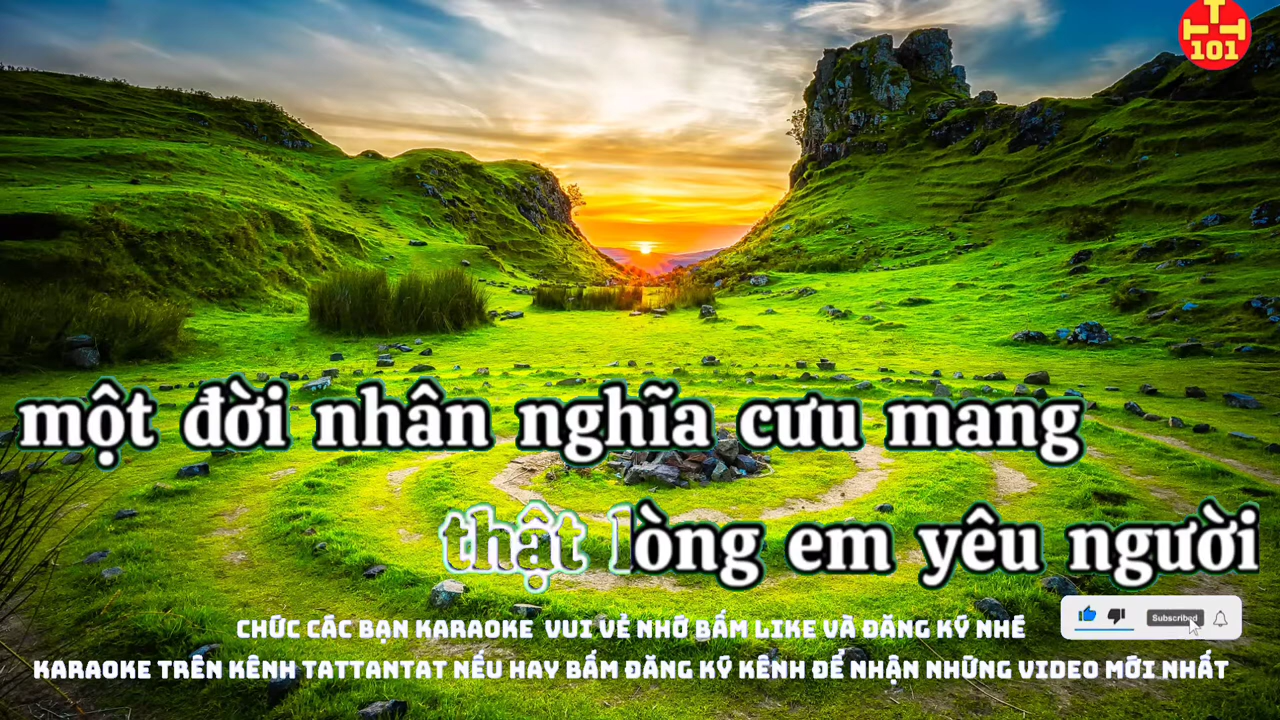 TTT
101
một đời nhân nghĩa cưu mang
thật lòng em yêu người
Subscribed
CHÚC CÁC BẠN KARAOKE VUI VẺ NHỚ BẤM LIKE VÀ ĐĂNG KÝ NHÉ
KARAOKE TRÊN KÊNH TATTANTAT NẾU HAY BẤM ĐĂNG KÝ KÊNH ĐỂ NHẬN NHỮNG VIDEO MỚI NHẤT